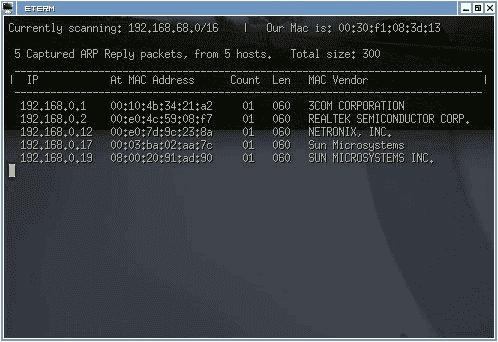 ETERM
Currently scanning: 192.168.68.0/16 | Our Mac is: 00:30:f1:08:3d:13
5 Captured ARP Reply packets, from 5 hosts. Total size: 300
| IP At MAC Address Count Len MAC Vendor |
192.168.0.1 00:10:4b:34:21:a2 01 060 3COM CORPORATION
192.168.0.2 00:e0:4c:59:08:f7 01 060 REALTEK SEMICONDUCTOR CORP.
192.168.0.12 00:e0:7d:9c:23:8a 01 060 NETRONIX, INC.
192.168.0.17 00:03:ba:02:aa:7c 01 060 Sun Microsystems
192.168.0.19 08:00:20:91:ad:90 01 060 SUN MICROSYSTEMS INC.